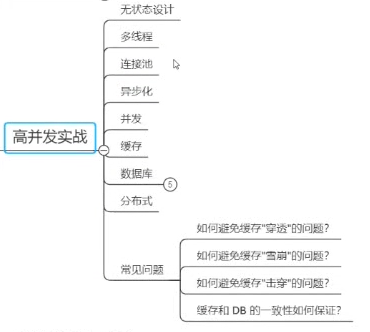 无状态设计
多线程
连接池
异步化
高并发实战
并发
缓存
数据库
5
分布式
如何避免缓存"穿透"的问题?
如何避免缓存"雪崩"的问题?
常见问题
如何避免缓存"击穿"的问题?
缓存和 DB 的一致性如何保证?